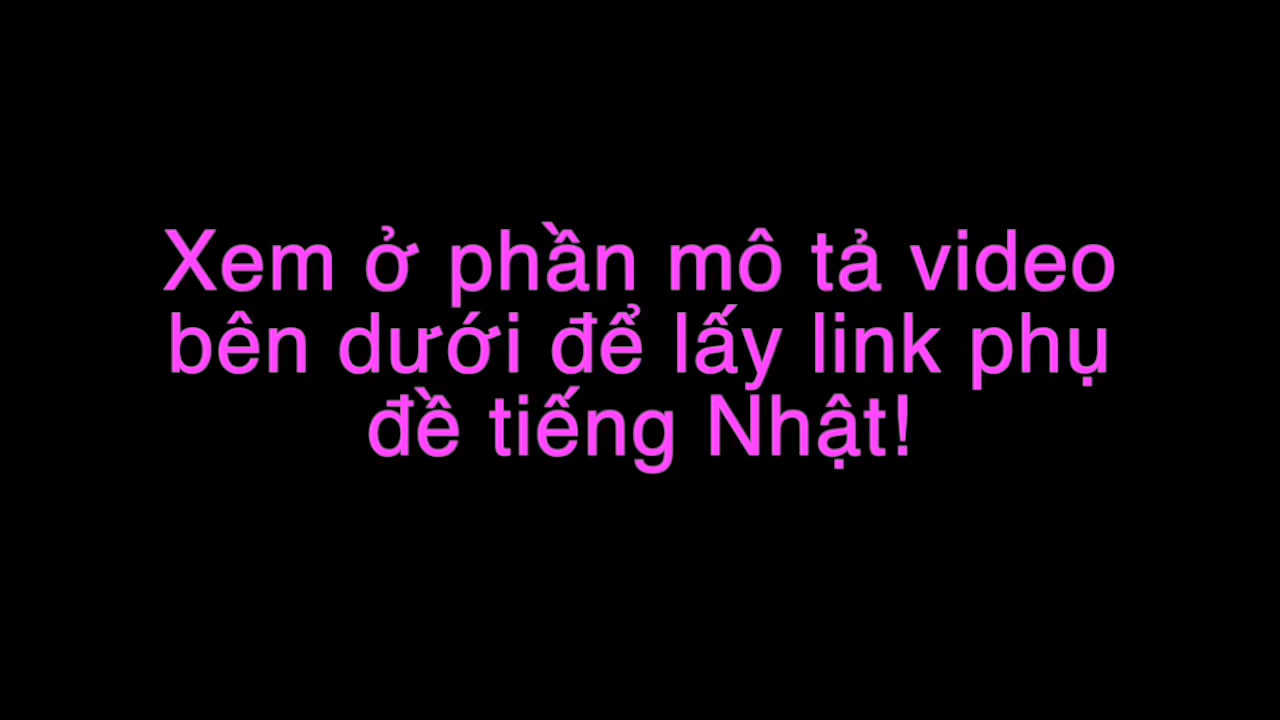 Xem ở phần mô tả video
bên dưới để lấy link phụ
đề tiếng Nhật!